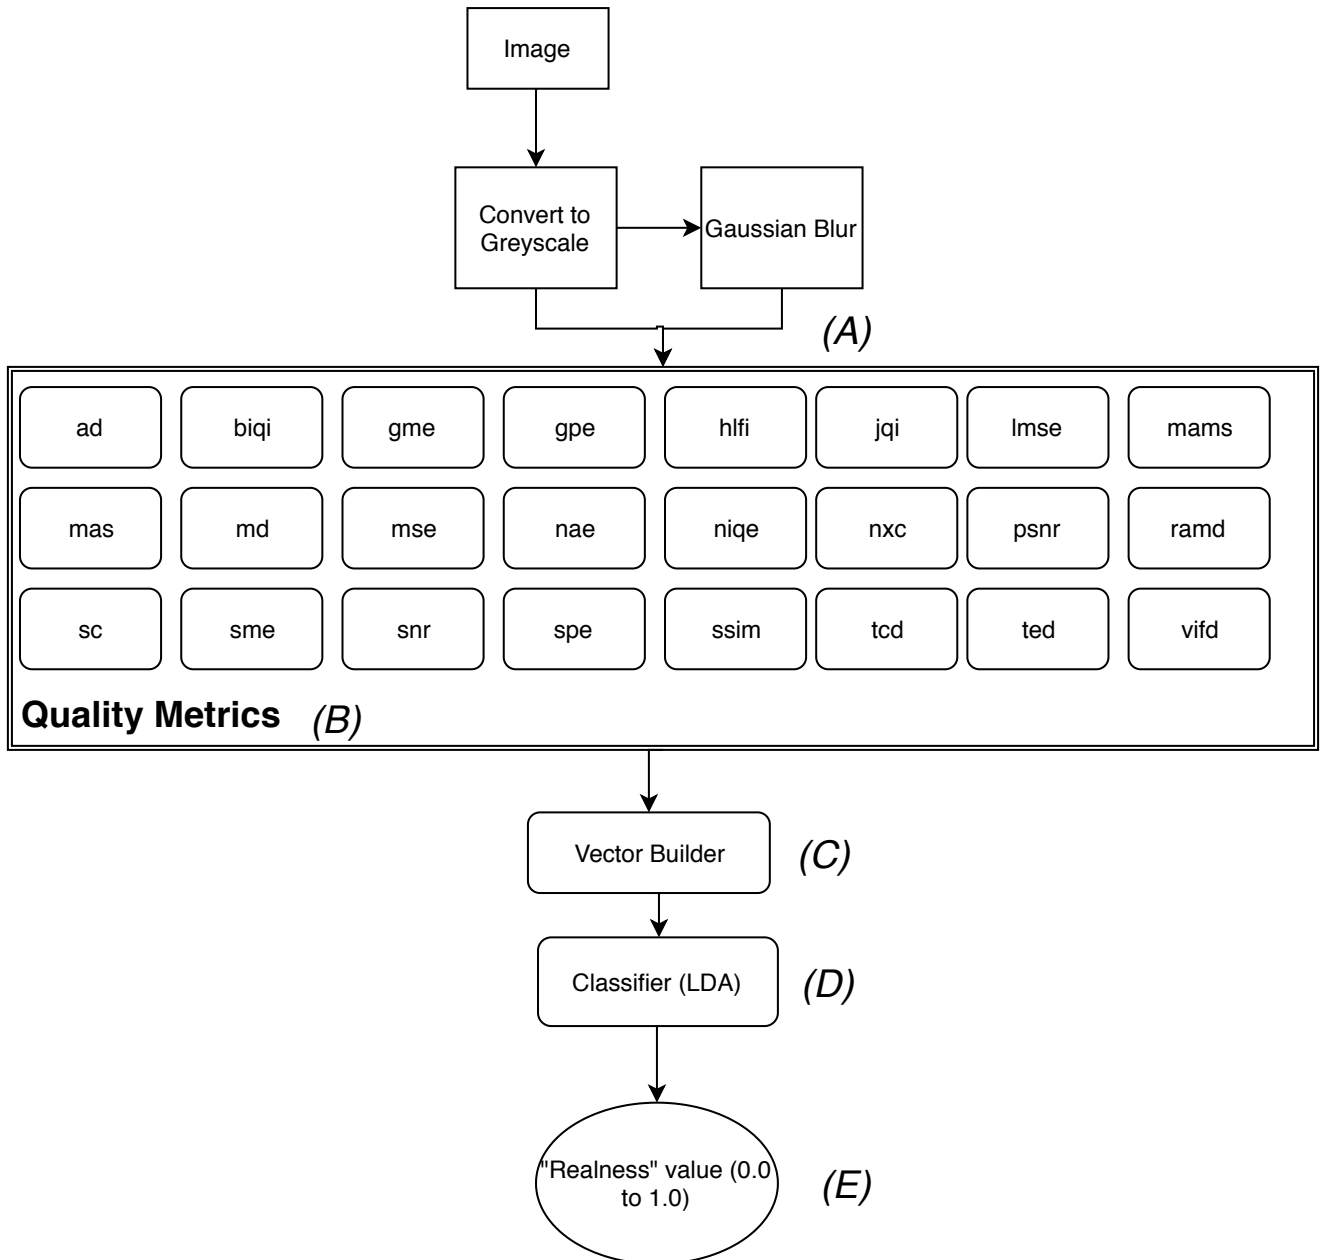 Image
Convert to
Greyscale
Gaussian Blur
(A)
ad biqi gme gpe hlfi jqi lmse mams
mas md mse nae niqe nxc psnr ramd
sc sme snr spe ssim tcd ted vifd
Quality Metrics (B)
Vector Builder (C)
Classifier (LDA) (D)
"Realness" value (0.0
to 1.0)
(E)